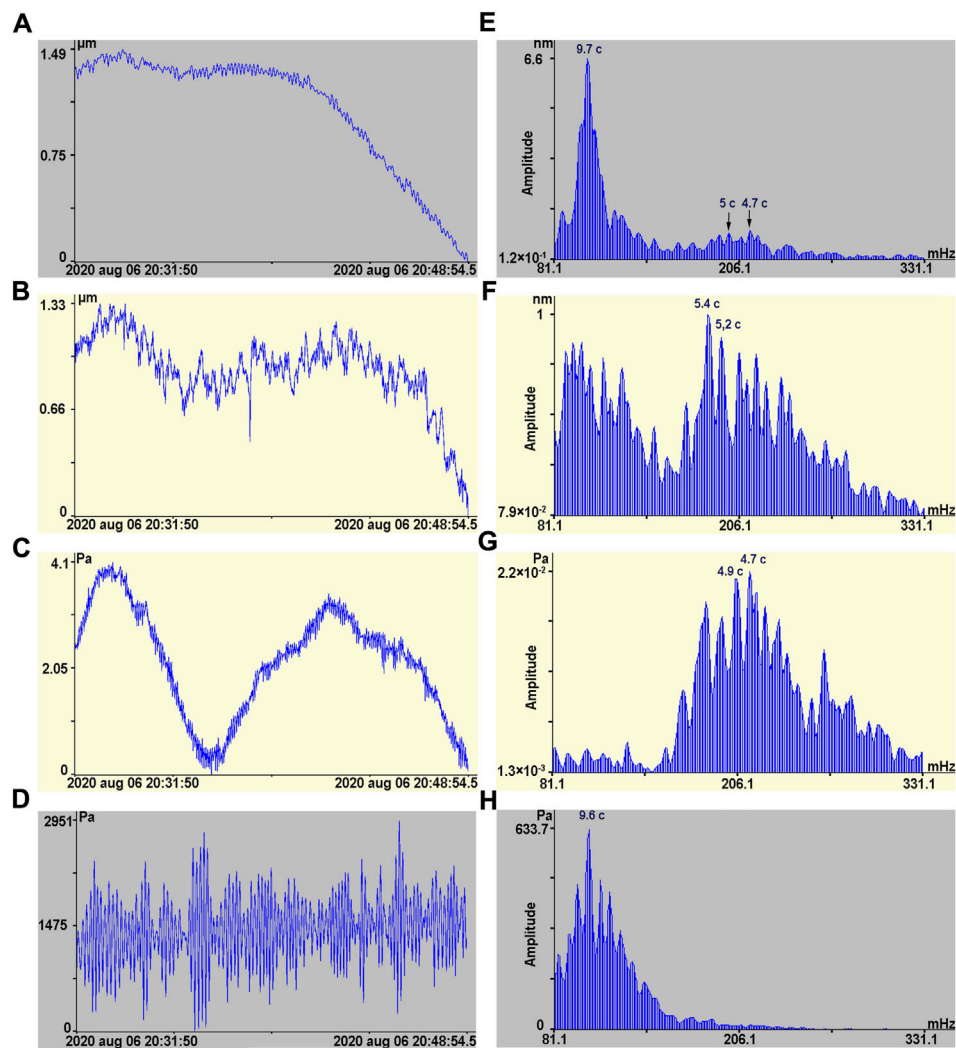 A
µm
1.49
0.75
0
2020 aug 06 20:31:50
2020 aug 06 20:48:54.5
E
nm
6.6
9.7 c
5 c
4.7 c
Amplitude
1.2×10⁻¹
81.1
206.1
331.1
mHz
B
µm
1.33
0.66
0
2020 aug 06 20:31:50
2020 aug 06 20:48:54.5
F
nm
1
5.4 c
5,2 c
Amplitude
7.9×10⁻²
81.1
206.1
331.1
mHz
C
Pa
4.1
2.05
0
2020 aug 06 20:31:50
2020 aug 06 20:48:54.5
G
Pa
2.2×10⁻²
4.9 c
4.7 c
Amplitude
1.3×10⁻³
81.1
206.1
331.1
mHz
D
Pa
2951
1475
0
2020 aug 06 20:31:50
2020 aug 06 20:48:54.5
H
Pa
633.7
9.6 c
Amplitude
0
81.1
206.1
331.1
mHz